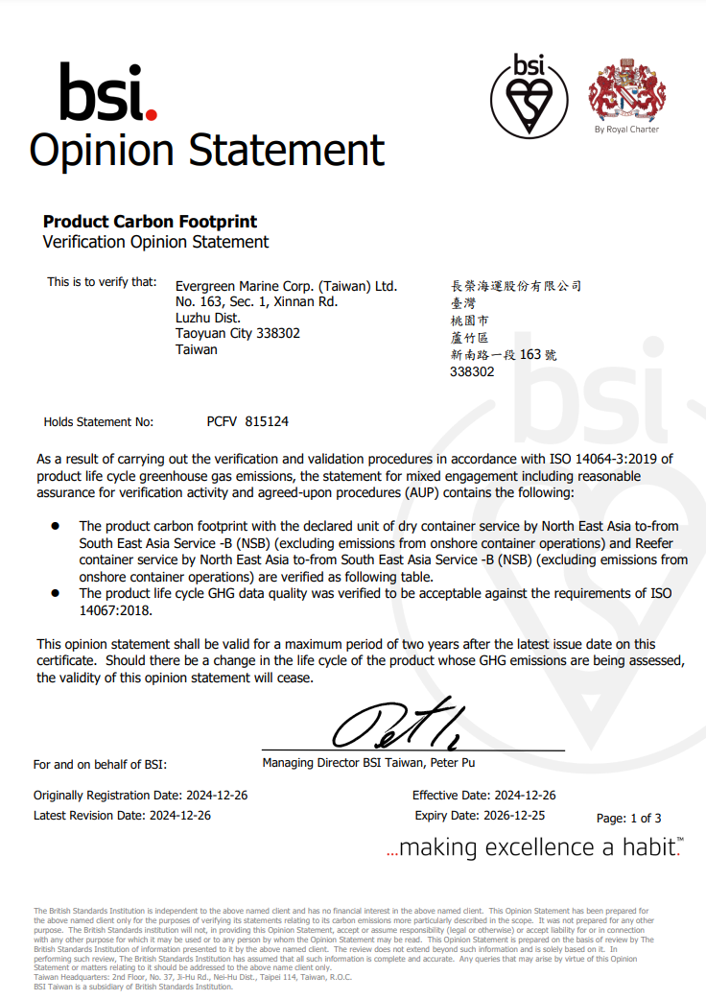 bsi.
bsi
By Royal Charter
Opinion Statement
Product Carbon Footprint
Verification Opinion Statement
This is to verify that:
Evergreen Marine Corp. (Taiwan) Ltd.
No. 163, Sec. 1, Xinnan Rd.
Luzhu Dist.
Taoyuan City 338302
Taiwan
長榮海運股份有限公司
臺灣
桃園市
蘆竹區
新南路一段 163 號
338302
bsi
Holds Statement No:
PCFV 815124
As a result of carrying out the verification and validation procedures in accordance with ISO 14064-3:2019 of
product life cycle greenhouse gas emissions, the statement for mixed engagement including reasonable
assurance for verification activity and agreed-upon procedures (AUP) contains the following:
● The product carbon footprint with the declared unit of dry container service by North East Asia to-from
South East Asia Service -B (NSB) (excluding emissions from onshore container operations) and Reefer
container service by North East Asia to-from South East Asia Service -B (NSB) (excluding emissions from
onshore container operations) are verified as following table.
● The product life cycle GHG data quality was verified to be acceptable against the requirements of ISO
14067:2018.
This opinion statement shall be valid for a maximum period of two years after the latest issue date on this
certificate.  Should there be a change in the life cycle of the product whose GHG emissions are being assessed,
the validity of this opinion statement will cease.
For and on behalf of BSI:
Managing Director BSI Taiwan, Peter Pu
Originally Registration Date: 2024-12-26
Effective Date: 2024-12-26
Latest Revision Date: 2024-12-26
Expiry Date: 2026-12-25
Page: 1 of 3
...making excellence a habit.™
The British Standards Institution is independent to the above named client and has no financial interest in the above named client.  This Opinion Statement has been prepared for
the above named client only for the purposes of verifying its statements relating to its carbon emissions more particularly described in the scope.  It was not prepared for any other
purpose.  The British Standards institution will not, in providing this Opinion Statement, accept or assume responsibility (legal or otherwise) or accept liability for or in connection
with any other purpose for which it may be used or to any person by whom the Opinion Statement may be read.  This Opinion Statement is prepared on the basis of review by The
British Standards Institution of information presented to it by the above named client.  The review does not extend beyond such information and is solely based on it.  In
performing such review, The British Standards Institution has assumed that all such information is complete and accurate.  Any queries that may arise by virtue of this Opinion
Statement or matters relating to it should be addressed to the above name client only.
Taiwan Headquarters: 2nd Floor, No. 37, Ji-Hu Rd., Nei-Hu Dist., Taipei 114, Taiwan, R.O.C.
BSI Taiwan is a subsidiary of British Standards Institution.